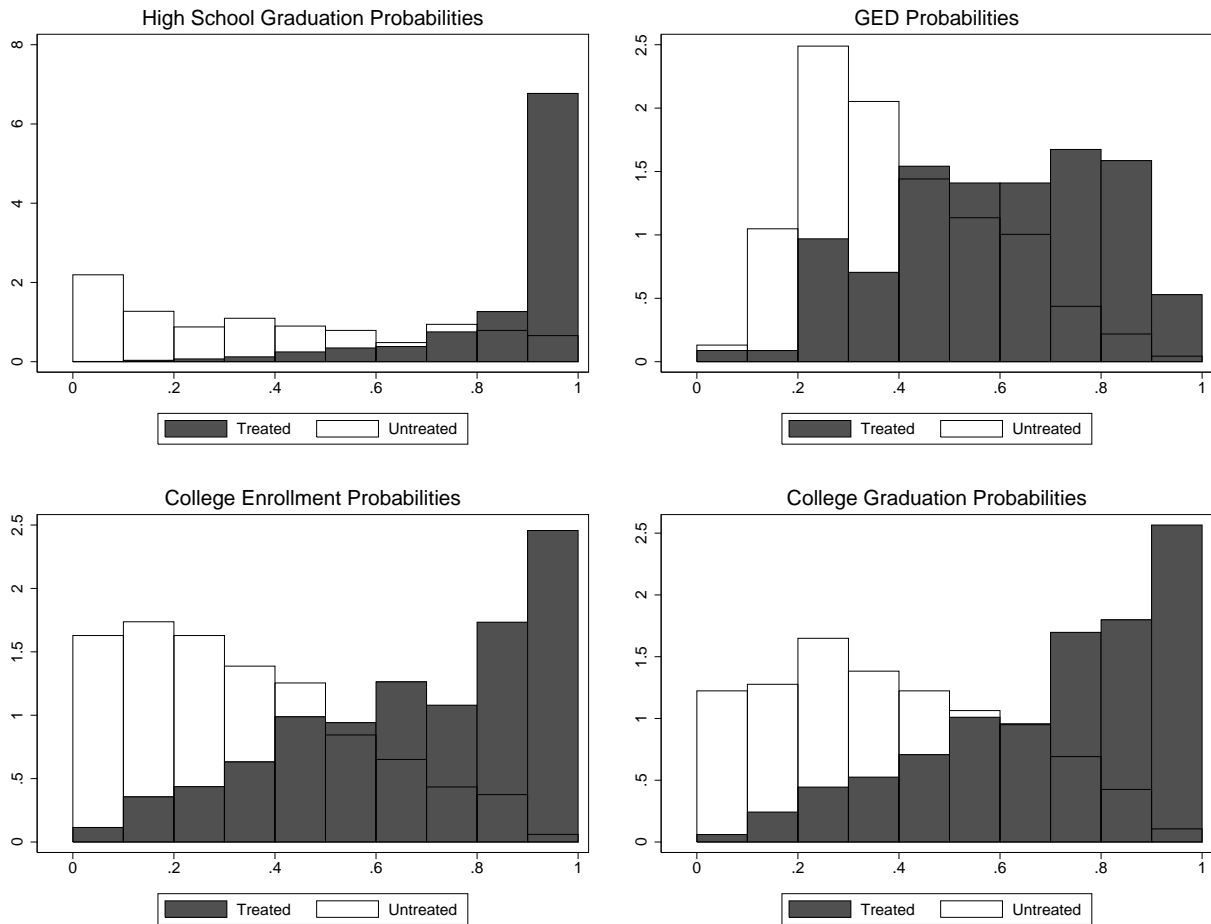 High School Graduation Probabilities
8
6
4
2
0
0 .2 .4 .6 .8 1
Treated Untreated
GED Probabilities
2.5
2
1.5
1
.5
0
0 .2 .4 .6 .8 1
Treated Untreated
College Enrollment Probabilities
2.5
2
1.5
1
.5
0
0 .2 .4 .6 .8 1
Treated Untreated
College Graduation Probabilities
2.5
2
1.5
1
.5
0
0 .2 .4 .6 .8 1
Treated Untreated